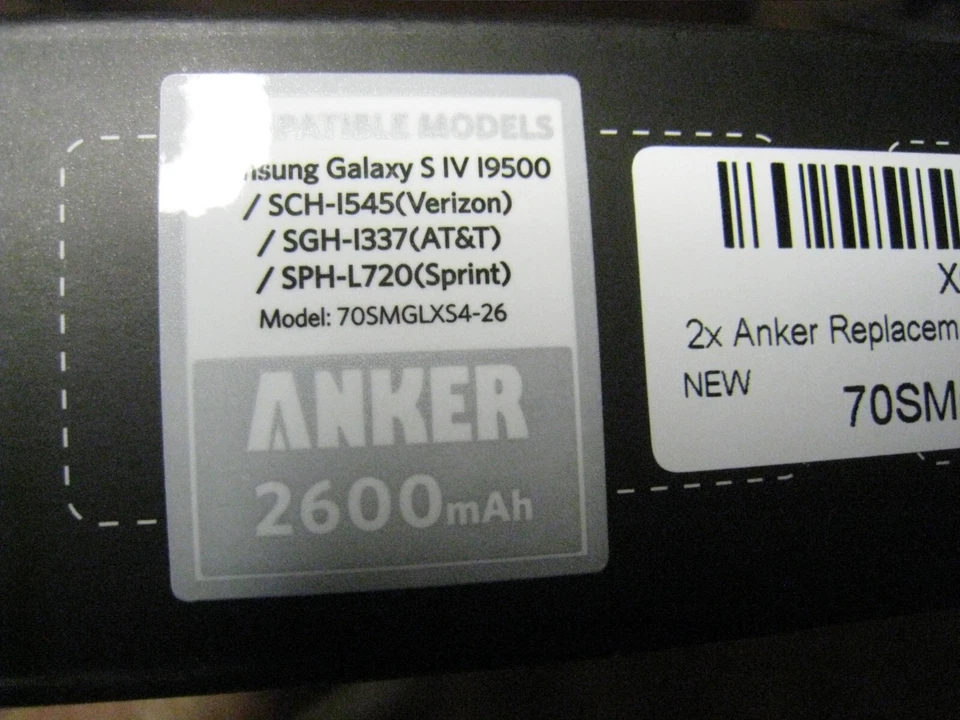 PATIBLE MODELS
nsung Galaxy S IV I9500
/ SCH-I545(Verizon)
/ SGH-I337(AT&T)
/ SPH-L720(Sprint)
Model: 70SMGLXS4-26
ANKER
2600mAh
X
2x Anker Replacem
NEW
70SM